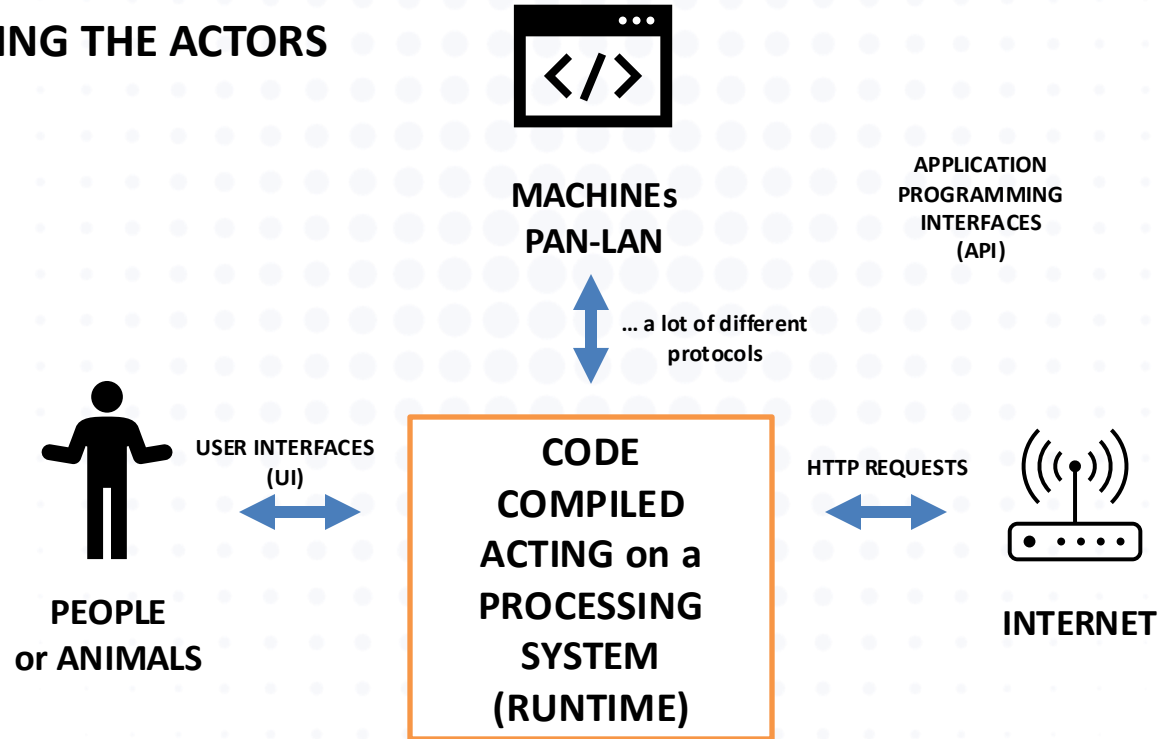 ING THE ACTORS
</>
MACHINEs
PAN-LAN
APPLICATION
PROGRAMMING
INTERFACES
(API)
... a lot of different
protocols
USER INTERFACES
(UI)
CODE
COMPILED
ACTING on a
PROCESSING
SYSTEM
(RUNTIME)
HTTP REQUESTS
PEOPLE
or ANIMALS
INTERNET